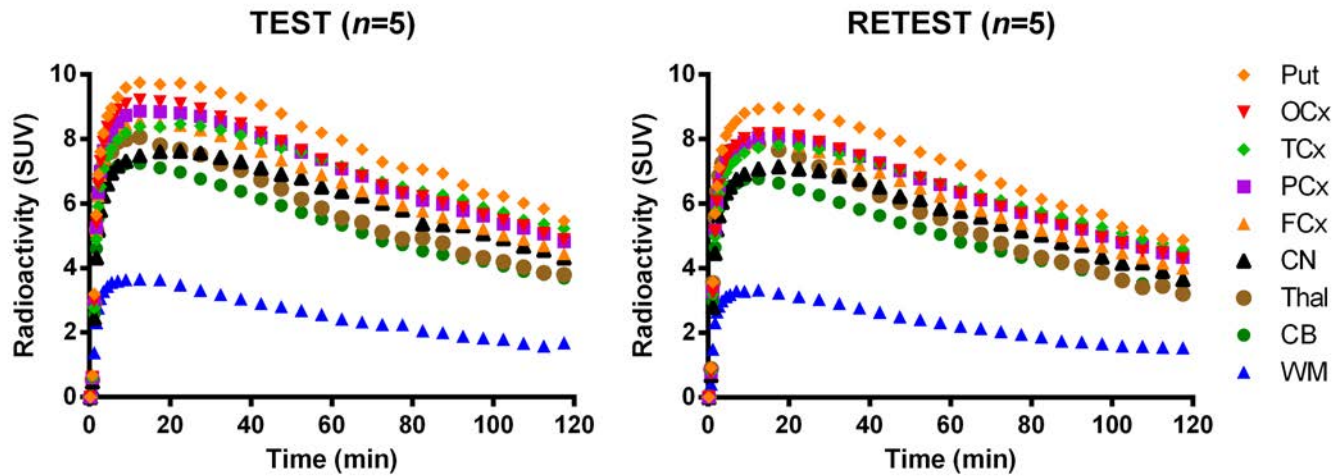 TEST (n=5)
RETEST (n=5)
Radioactivity (SUV)
10
8
6
4
2
0
0 20 40 60 80 100 120
Time (min)
Radioactivity (SUV)
10
8
6
4
2
0
0 20 40 60 80 100 120
Time (min)
Put
OCx
TCx
PCx
FCx
CN
Thal
CB
WM